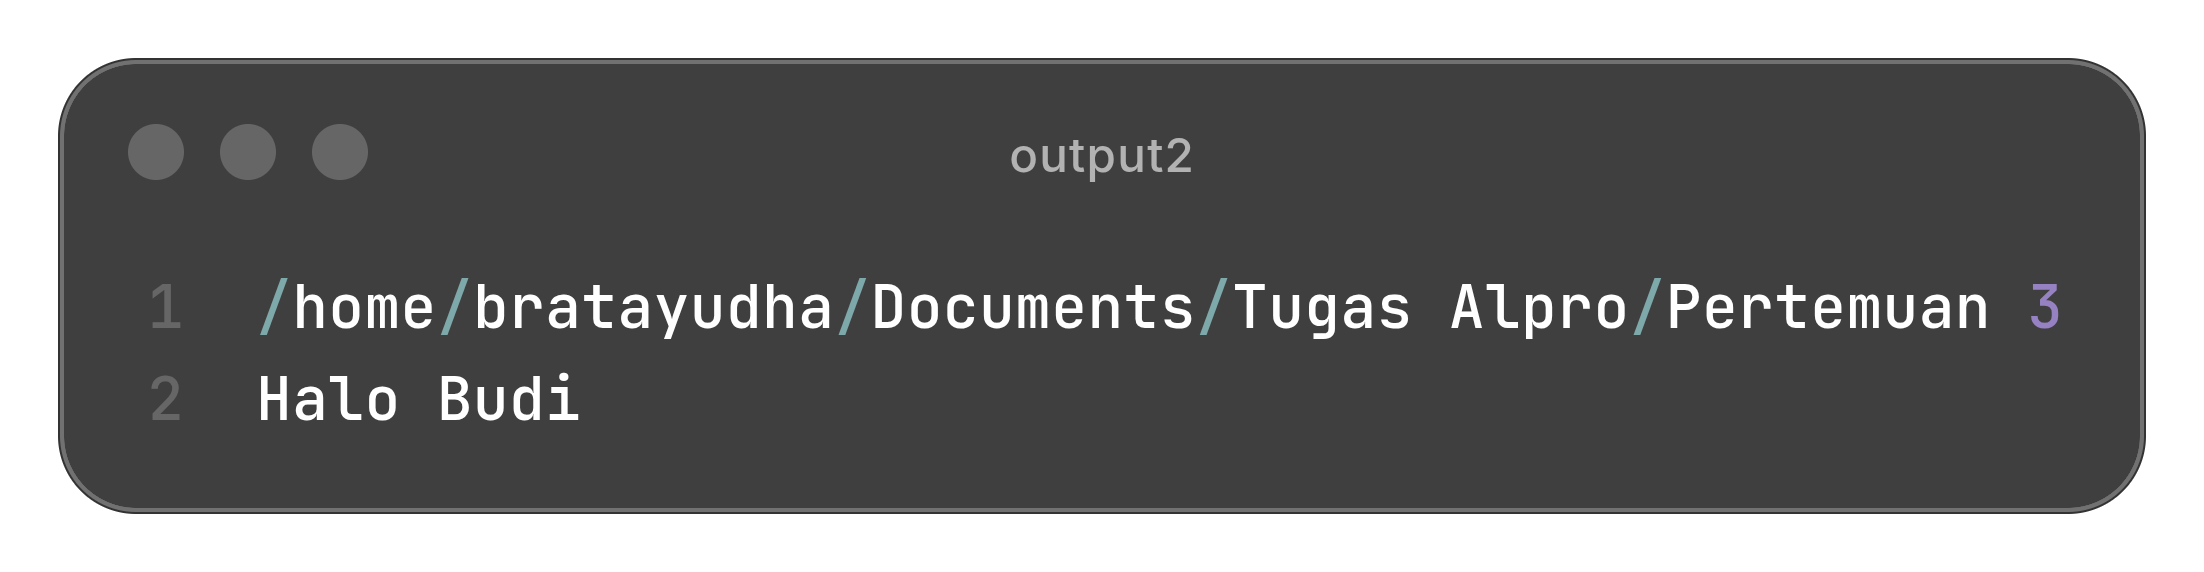 output2
1 /home/bratayudha/Documents/Tugas Alpro/Pertemuan 3
2 Halo Budi